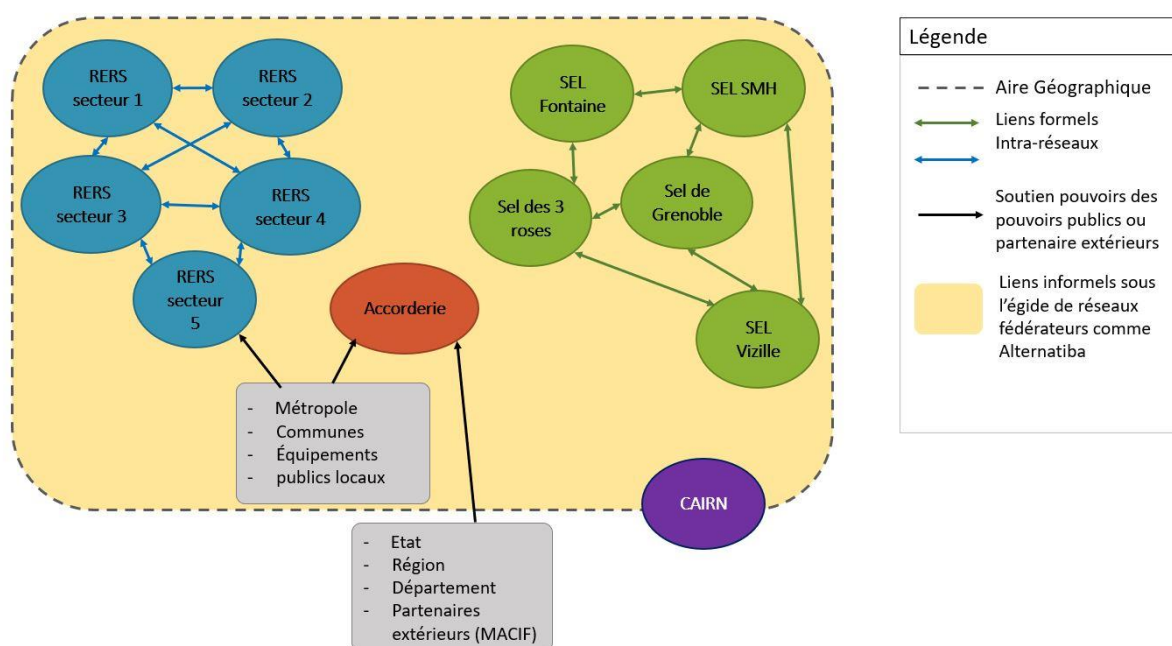 RERS
secteur 1
RERS
secteur 2
RERS
secteur 3
RERS
secteur 4
RERS
secteur
5
Accorderie
SEL
Fontaine
SEL SMH
Sel des 3
roses
Sel de
Grenoble
SEL
Vizille
CAIRN
- Métropole
- Communes
- Équipements
- publics locaux
- Etat
- Région
- Département
- Partenaires
extérieurs (MACIF)
Légende
Aire Géographique
Liens formels
Intra-réseaux
Soutien pouvoirs des
pouvoirs publics ou
partenaire extérieurs
Liens informels sous
l'égide de réseaux
fédérateurs comme
Alternatiba